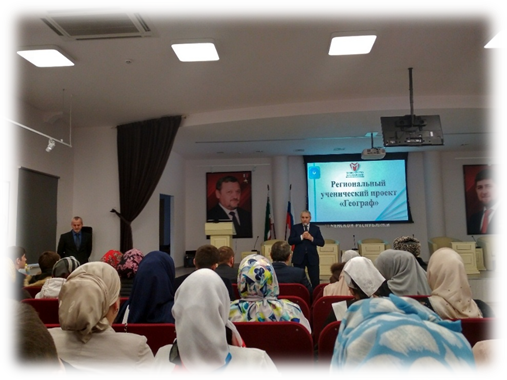 Региональный
ученический проект
«Географ»